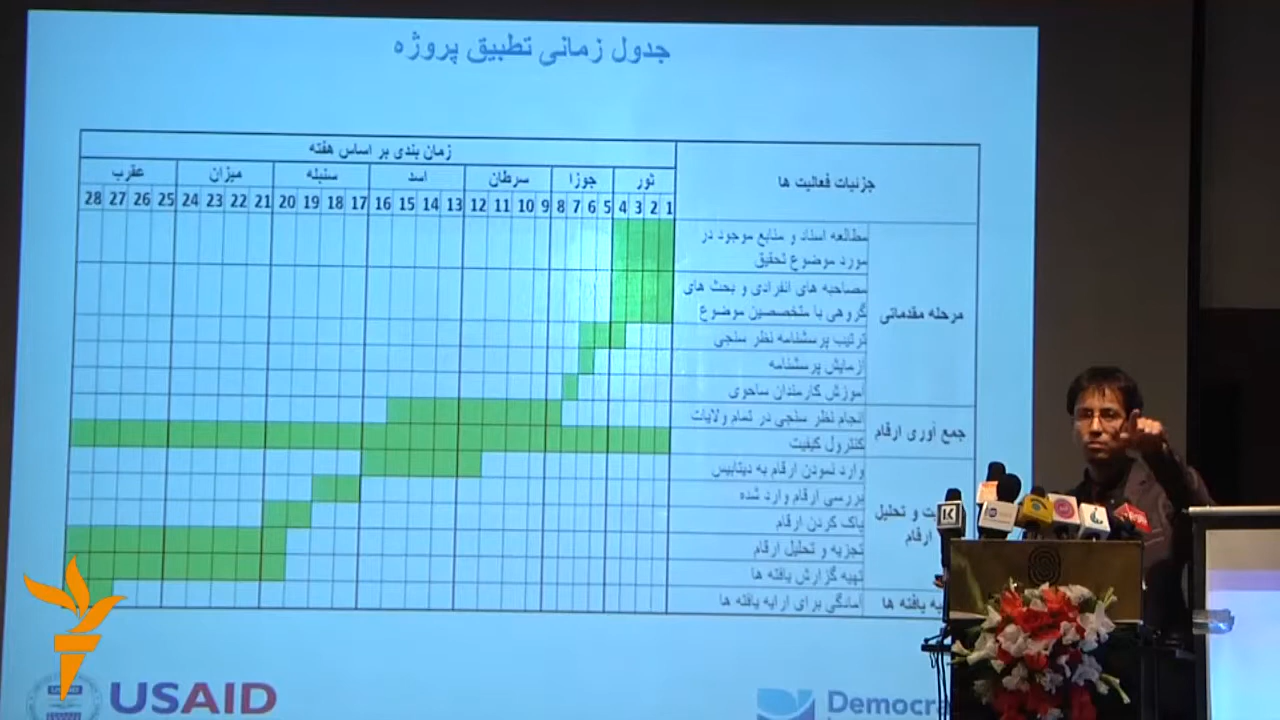 جدول زمانی تطبیق پروژه
جزئیات فعالیت ها
زمان بندی بر اساس هفته
ثور جوزا سرطان اسد سنبله میزان عقرب
1 2 3 4 5 6 7 8 9 10 11 12 13 14 15 16 17 18 19 20 21 22 23 24 25 26 27 28
مرحله مقدماتی
مطالعه اسناد و منابع موجود در
مورد موضوع تحقیق
مصاحبه های انفرادی و بحث های
گروهی با متخصصین موضوع
ترتیب پرسشنامه نظر سنجی
آزمایش پرسشنامه
آموزش کارمندان ساحوی
جمع آوری ارقام
انجام نظر سنجی در تمام ولایات
کنترول کیفیت
و تحلیل
ارقام
وارد نمودن ارقام به دیتابیس
بررسی ارقام وارد شده
پاک کردن ارقام
تجزیه و تحلیل ارقام
تهیه گزارش یافته ها
یافته ها
آمادگی برای ارایه یافته ها
USAID
K